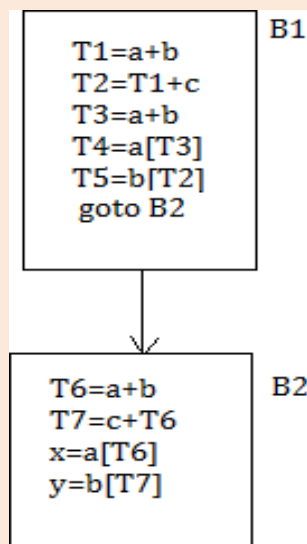 B1
T1=a+b
T2=T1+c
T3=a+b
T4=a[T3]
T5=b[T2]
goto B2
B2
T6=a+b
T7=c+T6
x=a[T6]
y=b[T7]